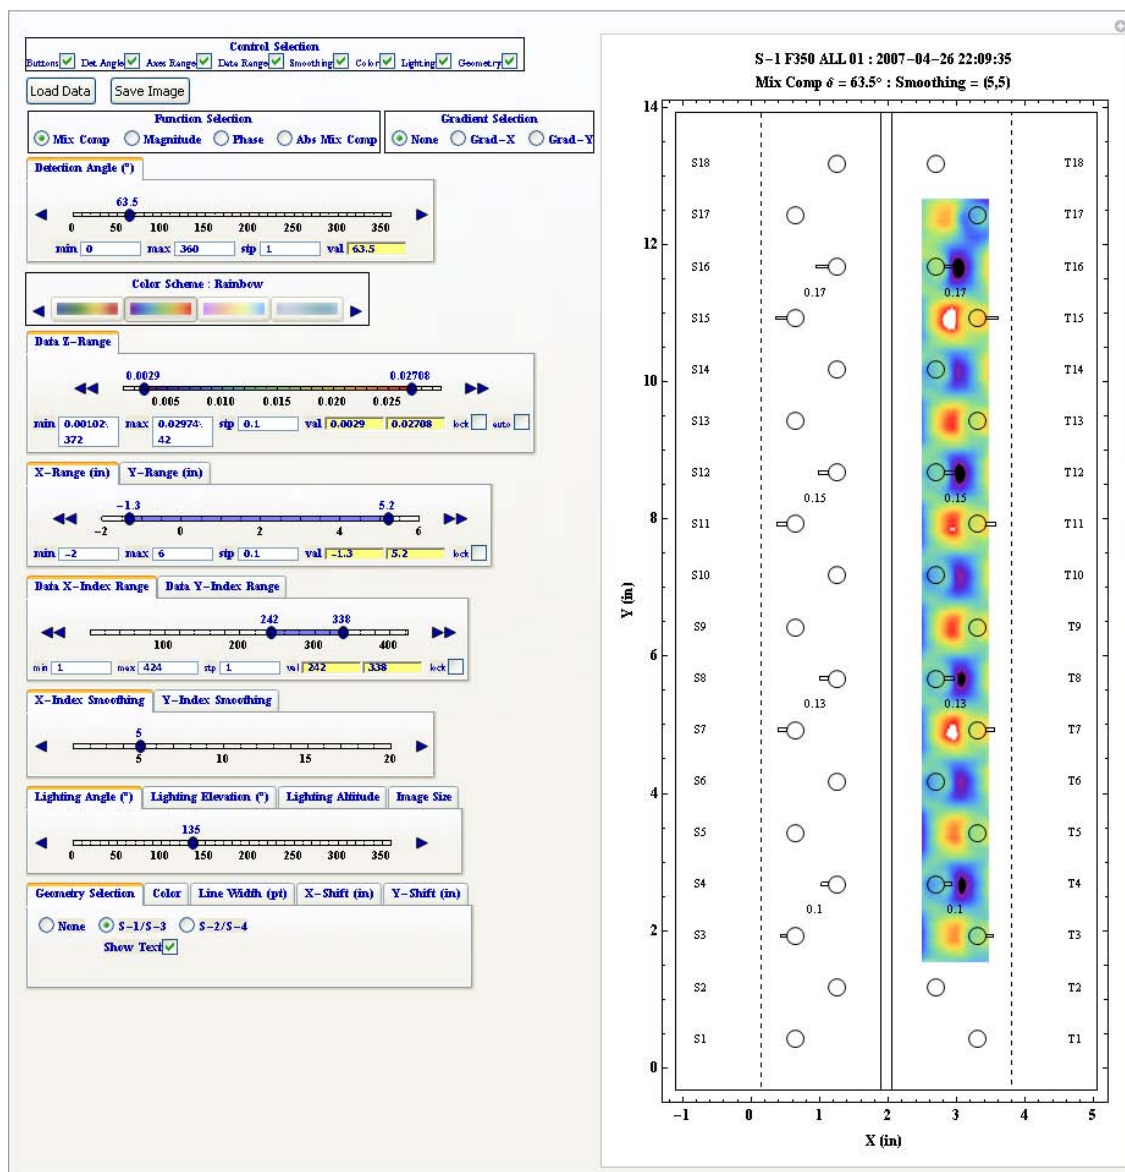 Control Selection
Buttons Det Angle Axes Range Data Range Smoothing Color Lighting Geometry
Load Data Save Image
Function Selection
Mix Comp Magnitude Phase Abs Mix Comp
Gradient Selection
None Grad-X Grad-Y
Detection Angle (°)
63.5
0 50 100 150 200 250 300 350
min 0 max 360 stp 1 val 63.5
Color Scheme : Rainbow
Data Z-Range
0.0029 0.02708
0.005 0.010 0.015 0.020 0.025
min 0.00102\. max 0.02974\. stp 0.1 val 0.0029 0.02708 lock auto
372 42
X-Range (in) Y-Range (in)
-1.3 5.2
-2 0 2 4 6
min -2 max 6 stp 0.1 val -1.3 5.2 lock
Data X-Index Range Data Y-Index Range
242 338
100 200 300 400
min 1 max 424 stp 1 val 242 338 lock
X-Index Smoothing Y-Index Smoothing
5
5 10 15 20
Lighting Angle (°) Lighting Elevation (°) Lighting Altitude Image Size
135
0 50 100 150 200 250 300 350
Geometry Selection Color Line Width (pt) X-Shift (in) Y-Shift (in)
None S-1/S-3 S-2/S-4
Show Text
S-1 F350 ALL 01 : 2007-04-26 22:09:35
Mix Comp δ = 63.5° : Smoothing = (5,5)
14
S18 T18
S17 T17
12
S16 T16
0.17 0.17
S15 T15
S14 T14
10
S13 T13
S12 T12
0.15 0.15
8
S11 T11
S10 T10
Y (in)
S9 T9
6
S8 T8
0.13 0.13
S7 T7
S6 T6
4
S5 T5
S4 T4
0.1 0.1
2
S3 T3
S2 T2
S1 T1
0
-1 0 1 2 3 4 5
X (in)